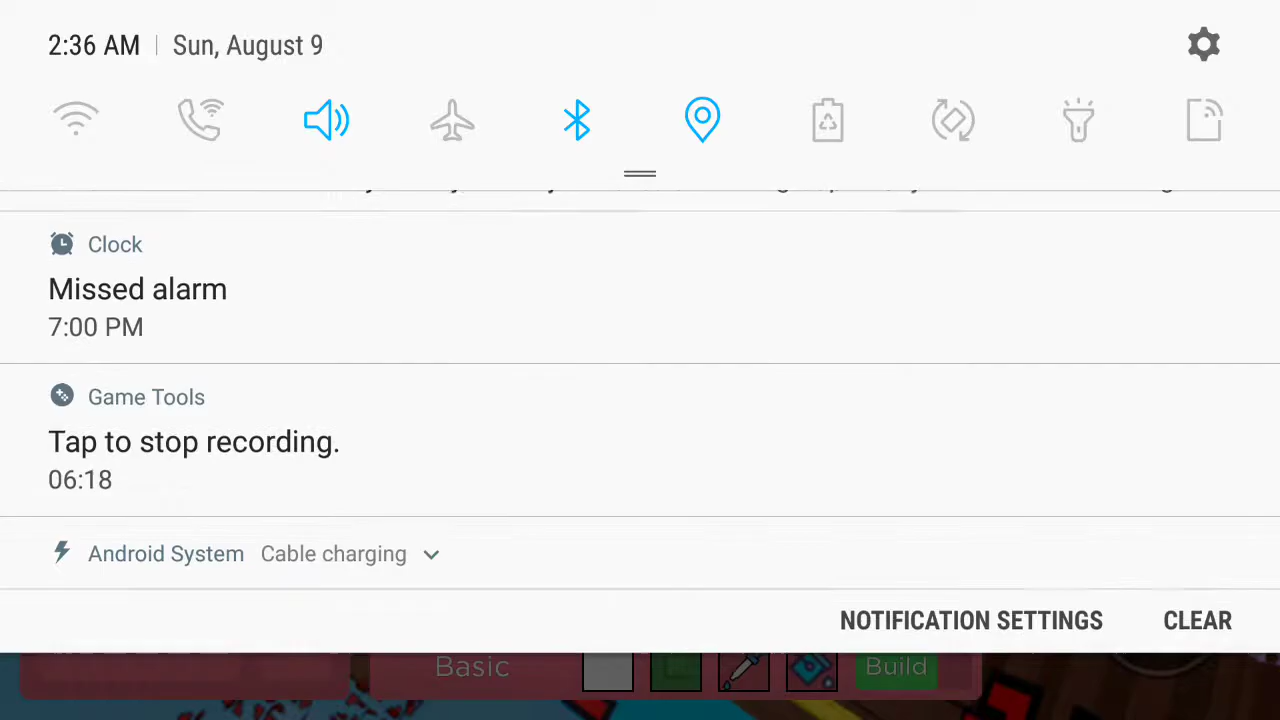 2:36 AM | Sun, August 9
Clock
Missed alarm
7:00 PM
Game Tools
Tap to stop recording.
06:18
Android System Cable charging
NOTIFICATION SETTINGS CLEAR
Basic Build